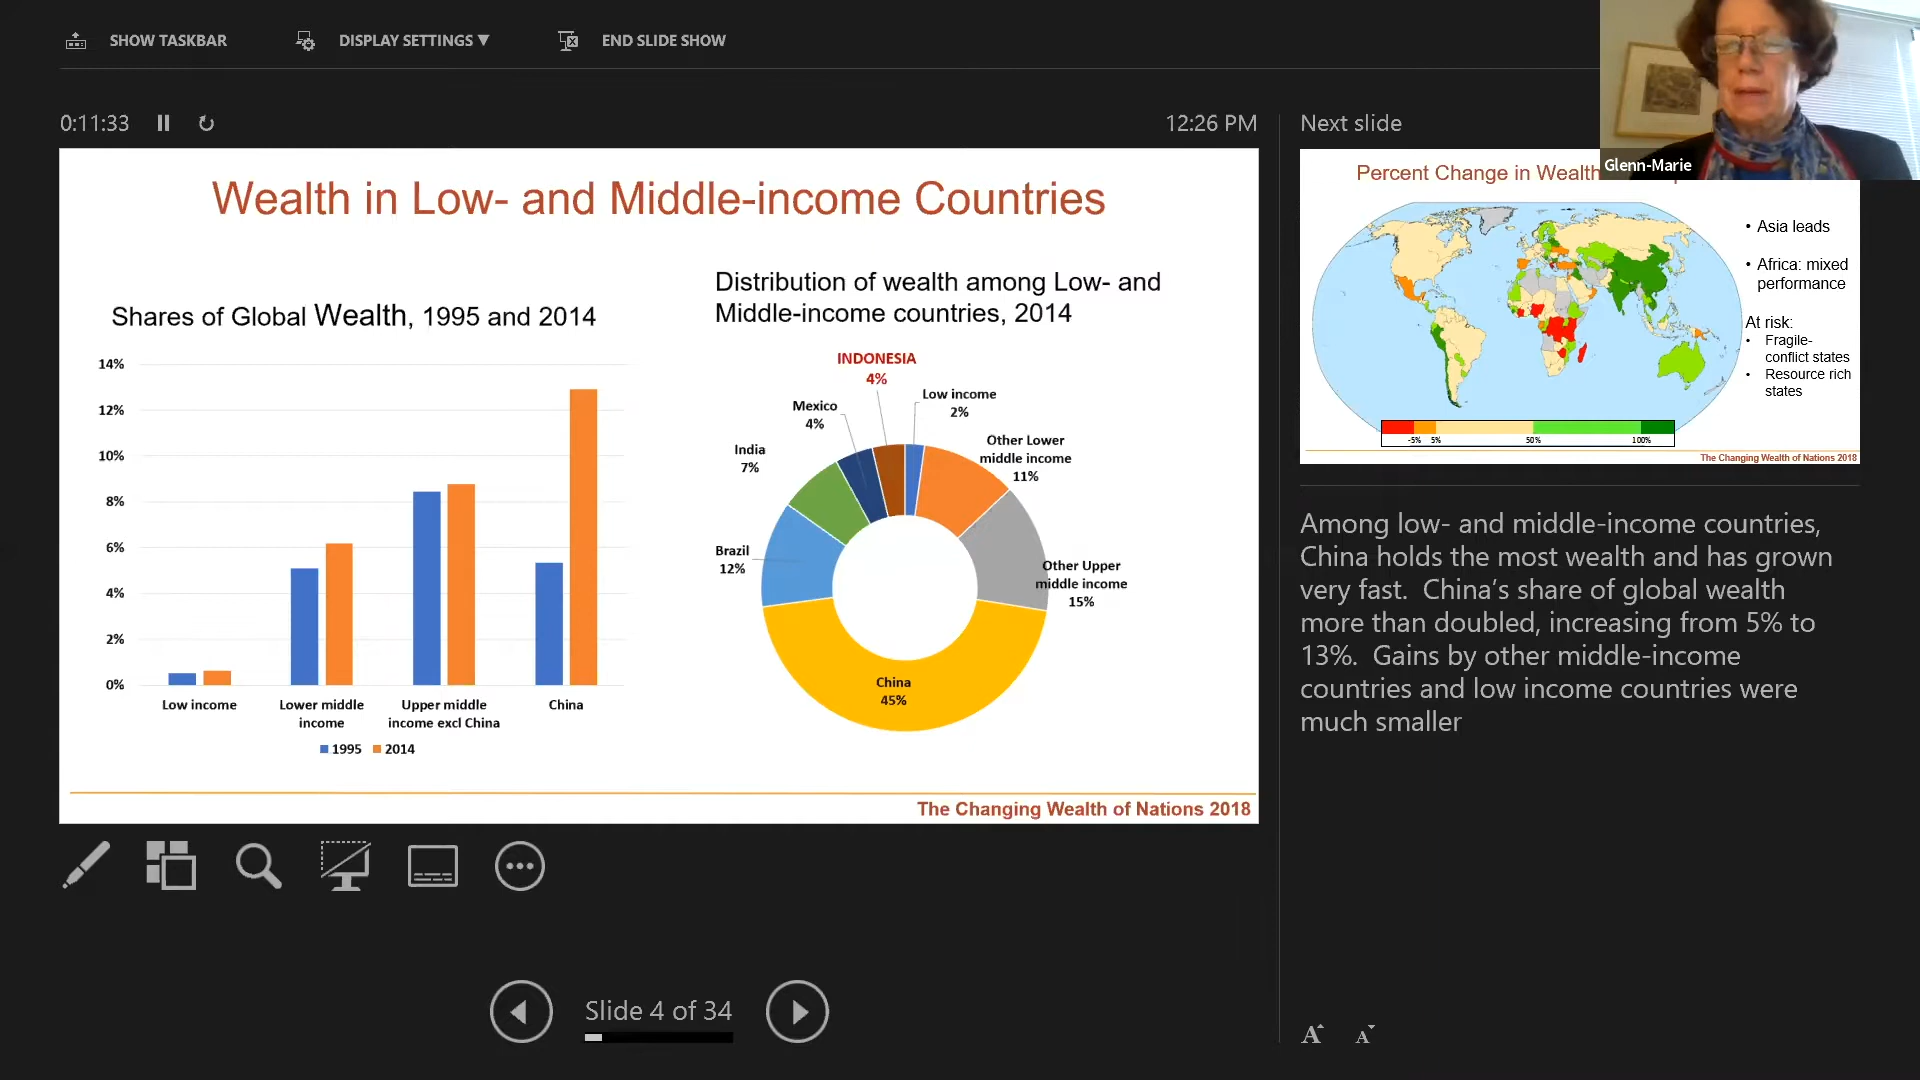 SHOW TASKBAR
DISPLAY SETTINGS ▼
END SLIDE SHOW
0:11:33
12:26 PM
Next slide
Glenn-Marie
Wealth in Low- and Middle-income Countries
Shares of Global Wealth, 1995 and 2014
14%
12%
10%
8%
6%
4%
2%
0%
Low income
Lower middle
income
Upper middle
income excl China
China
1995
2014
Distribution of wealth among Low- and
Middle-income countries, 2014
INDONESIA
4%
Low income
2%
Mexico
4%
Other Lower
middle income
11%
India
7%
Brazil
12%
Other Upper
middle income
15%
China
45%
The Changing Wealth of Nations 2018
Percent Change in Wealth
• Asia leads
• Africa: mixed
performance
At risk:
• Fragile-
conflict states
• Resource rich
states
-5%
5%
50%
100%
The Changing Wealth of Nations 2018
Among low- and middle-income countries,
China holds the most wealth and has grown
very fast. China’s share of global wealth
more than doubled, increasing from 5% to
13%. Gains by other middle-income
countries and low income countries were
much smaller
Slide 4 of 34
A
A